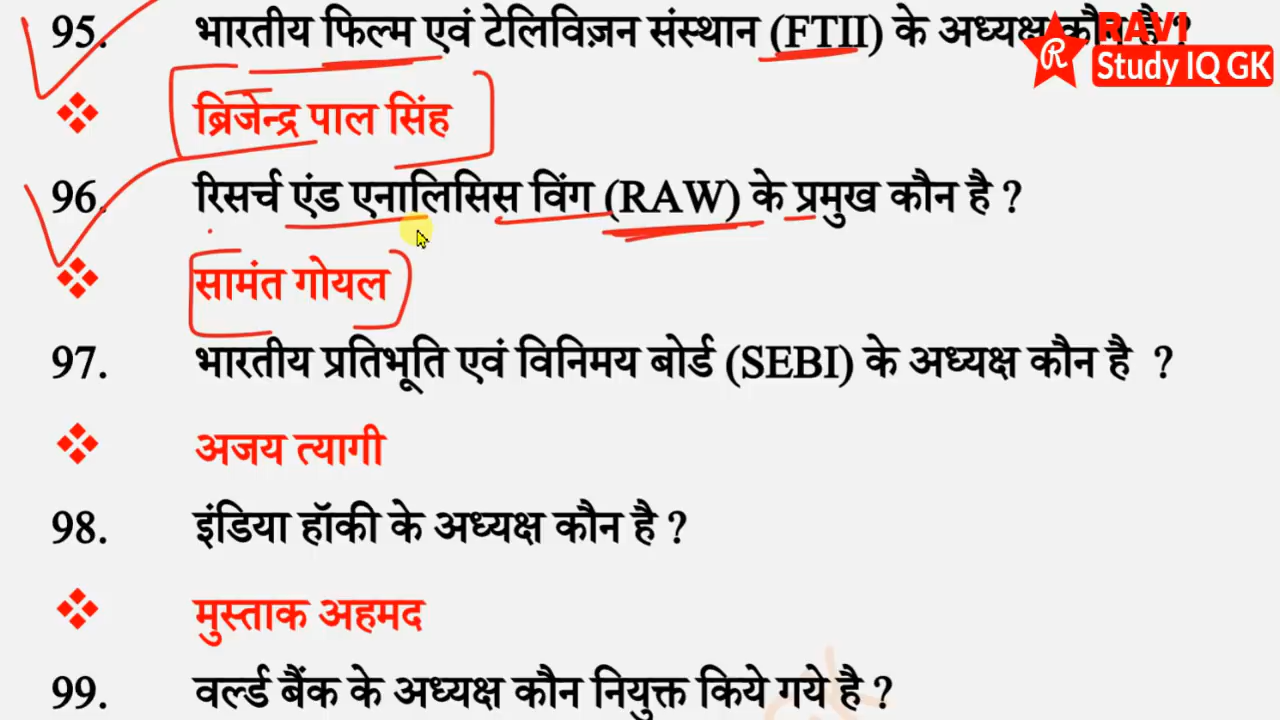 95. भारतीय फिल्म एवं टेलिविज़न संस्थान (FTII) के अध्यक्ष कौन है ?
RAVI
Study IQ GK
R
❖ ब्रिजेन्द्र पाल सिंह
96. रिसर्च एंड एनालिसिस विंग (RAW) के प्रमुख कौन है ?
❖ सामंत गोयल
97. भारतीय प्रतिभूति एवं विनिमय बोर्ड (SEBI) के अध्यक्ष कौन है ?
❖ अजय त्यागी
98. इंडिया हॉकी के अध्यक्ष कौन है ?
❖ मुस्ताक अहमद
99. वर्ल्ड बैंक के अध्यक्ष कौन नियुक्त किये गये है ?